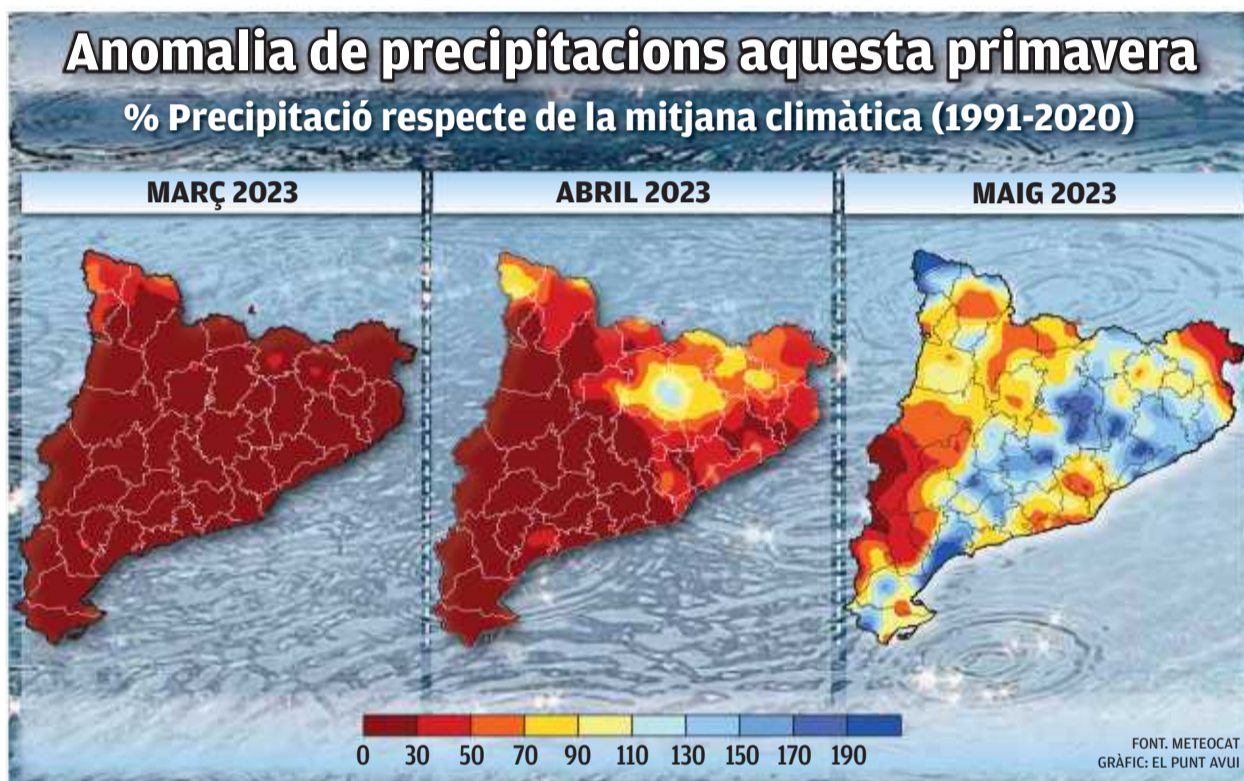 Anomalia de precipitacions aquesta primavera
% Precipitació respecte de la mitjana climàtica (1991-2020)
MARÇ 2023
ABRIL 2023
MAIG 2023
0 30 50 70 90 110 130 150 170 190
FONT. METEOCAT
GRÀFIC: EL PUNT AVUI